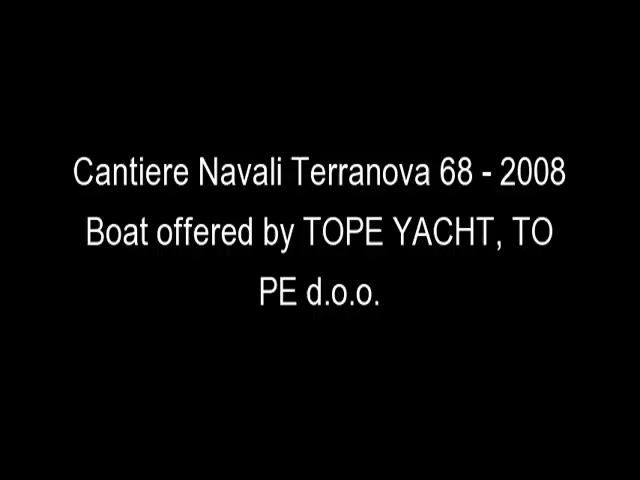 Cantiere Navali Terranova 68 - 2008
Boat offered by TOPE YACHT, TO
PE d.o.o.